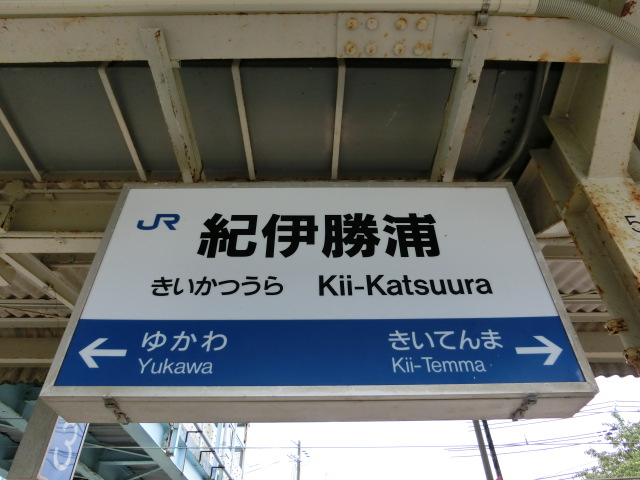 JR 紀伊勝浦
きいかつうら Kii-Katsuura
← ゆかわ きいてんま →
Yukawa Kii-Temma
5